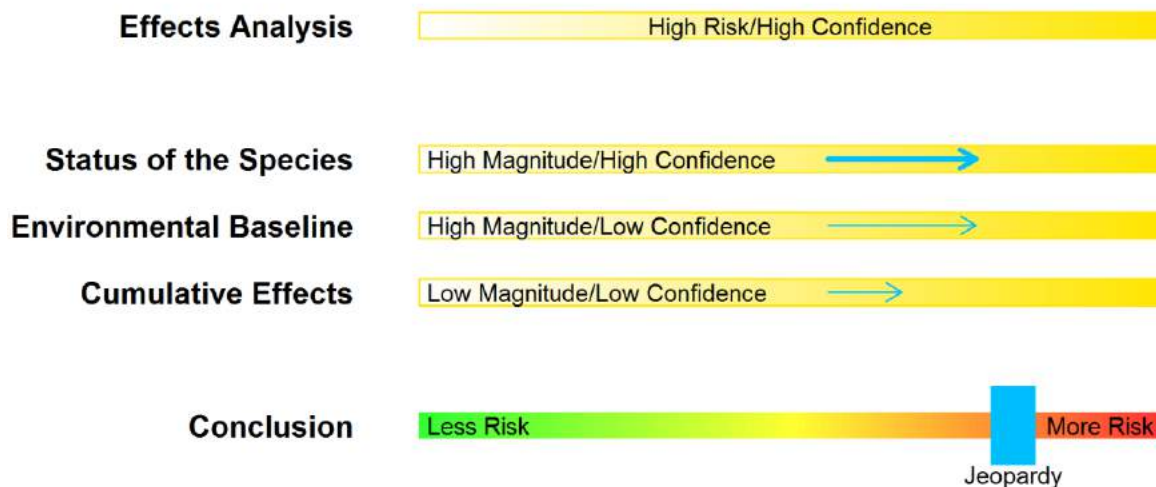 Effects Analysis High Risk/High Confidence
Status of the Species High Magnitude/High Confidence
Environmental Baseline High Magnitude/Low Confidence
Cumulative Effects Low Magnitude/Low Confidence
Conclusion Less Risk More Risk
Jeopardy